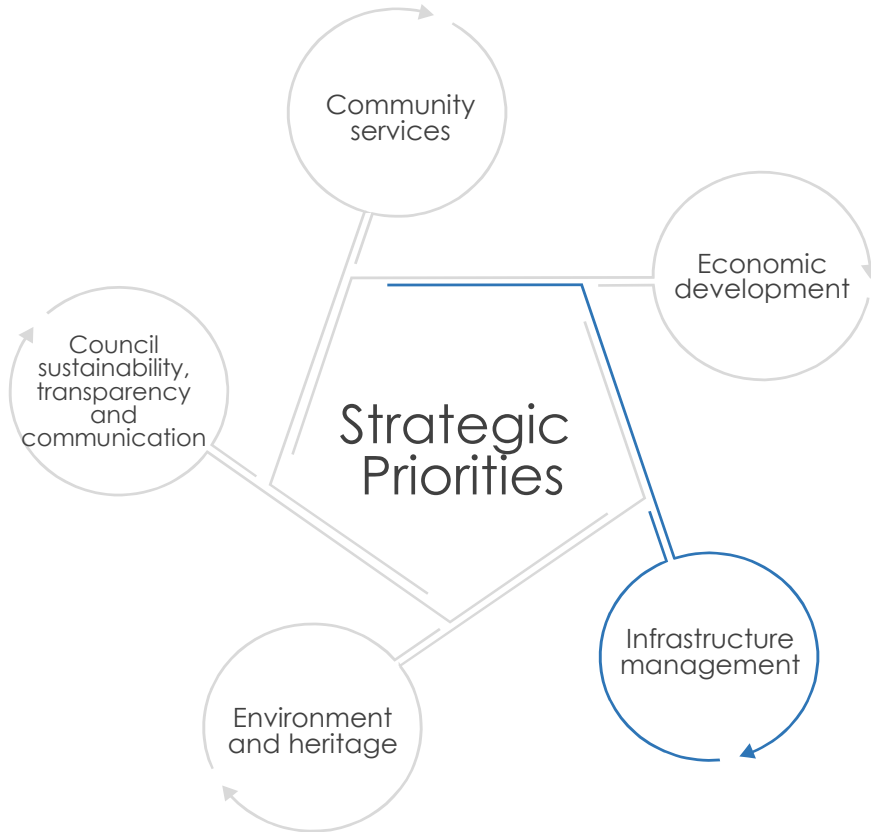 Community
services
Economic
development
Council
sustainability,
transparency
and
communication
Strategic
Priorities
Infrastructure
management
Environment
and heritage